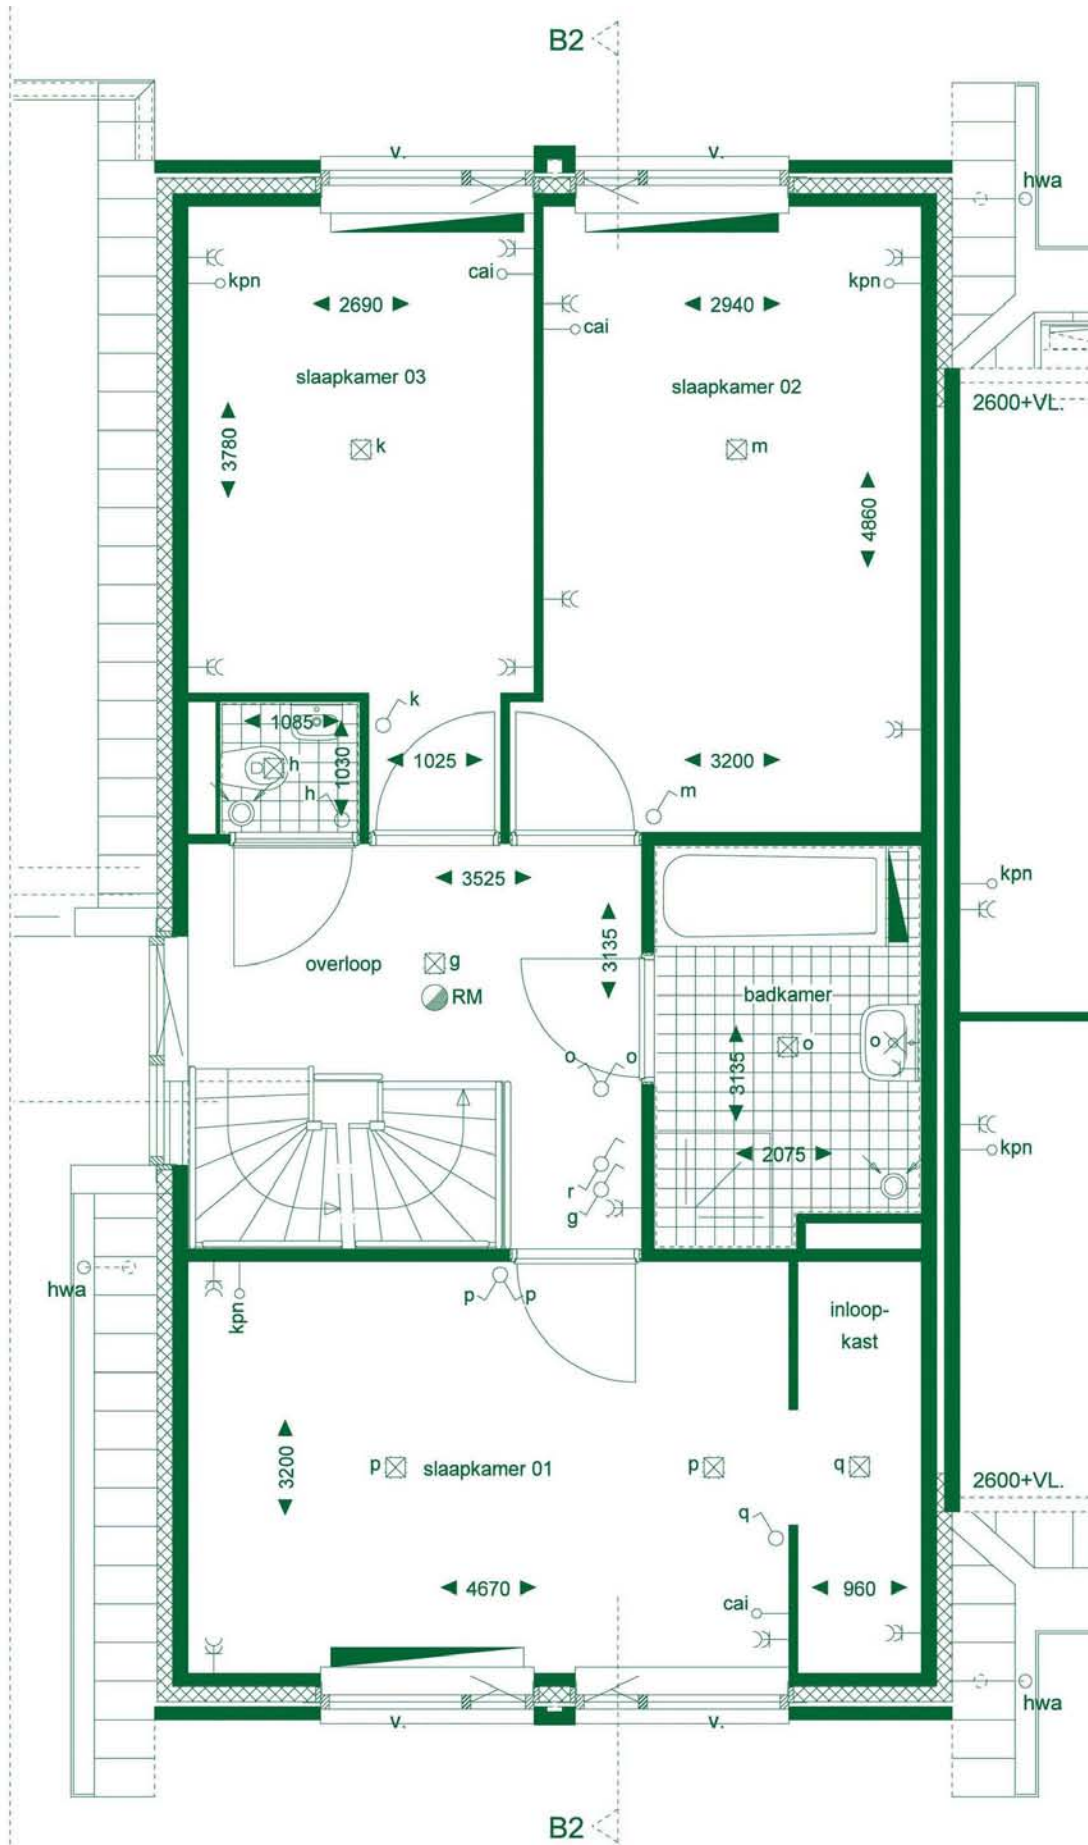 B2
v.
v.
hwa
kpn
cai
kpn
2690
2940
cai
slaapkamer 03
slaapkamer 02
2600+VL.
3780
k
m
4860
k
1085
1030
h
h
1025
3200
m
3525
kpn
3135
overloop
g
RM
badkamer
o
o
o
o
3135
kpn
2075
r
g
hwa
kpn
p
p
inloop-
kast
3200
p
slaapkamer 01
p
q
2600+VL.
q
4670
960
cai
hwa
v.
v.
B2